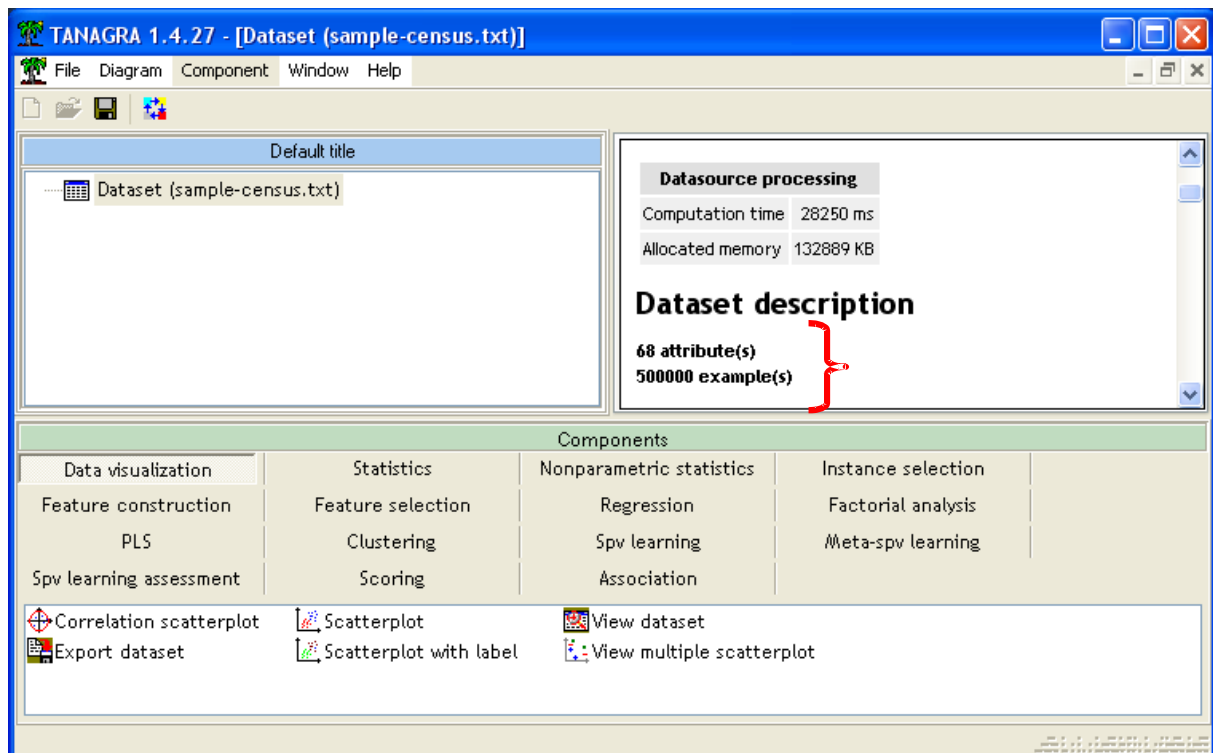 TANAGRA 1.4.27 - [Dataset (sample-census.txt)]
File Diagram Component Window Help
Default title
Dataset (sample-census.txt)
Datasource processing
Computation time 28250 ms
Allocated memory 132889 KB
Dataset description
68 attribute(s)
500000 example(s)
Components
Data visualization Statistics Nonparametric statistics Instance selection
Feature construction Feature selection Regression Factorial analysis
PLS Clustering Spv learning Meta-spv learning
Spv learning assessment Scoring Association
Correlation scatterplot Scatterplot View dataset
Export dataset Scatterplot with label View multiple scatterplot